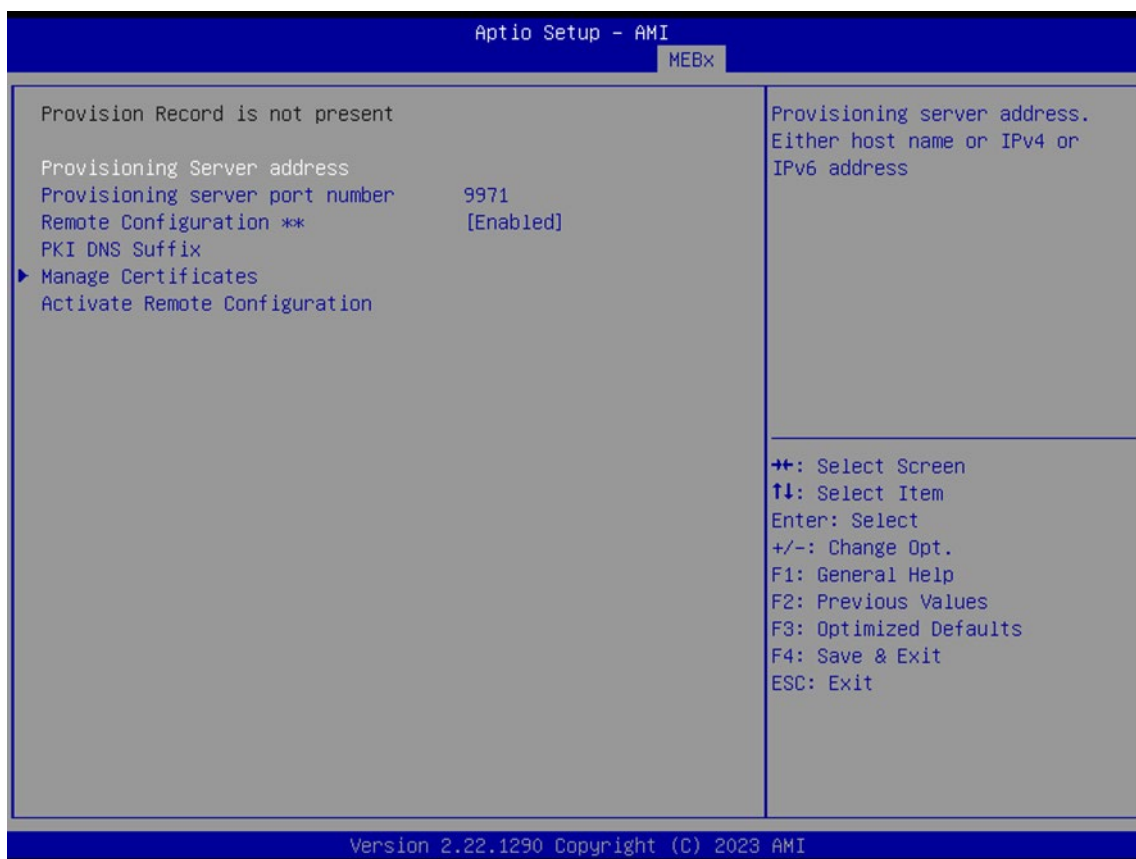 Aptio Setup - AMI
MEBx
Provision Record is not present
Provisioning Server address
Provisioning server port number 9971
Remote Configuration ** [Enabled]
PKI DNS Suffix
▶ Manage Certificates
Activate Remote Configuration
Provisioning server address.
Either host name or IPv4 or
IPv6 address
→←: Select Screen
↑↓: Select Item
Enter: Select
+/-: Change Opt.
F1: General Help
F2: Previous Values
F3: Optimized Defaults
F4: Save & Exit
ESC: Exit
Version 2.22.1290 Copyright (C) 2023 AMI